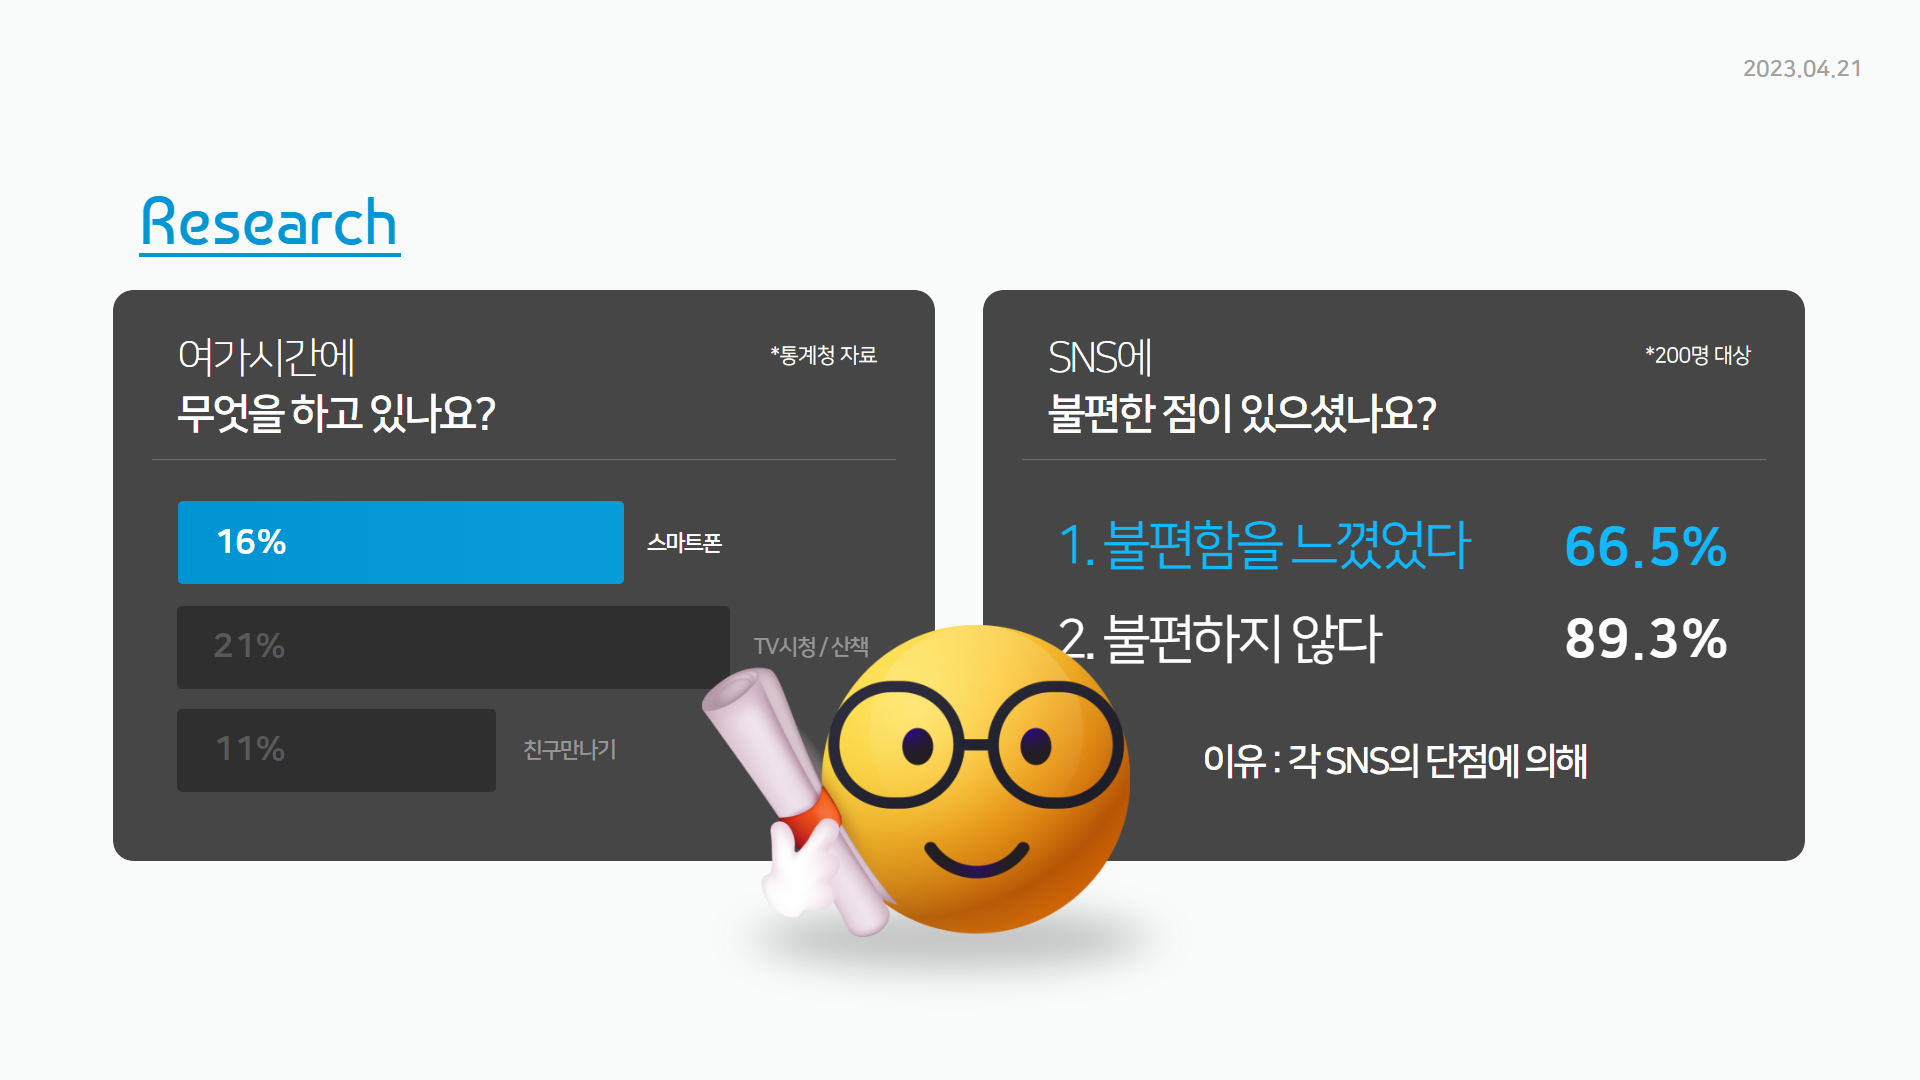 2023.04.21
Research
여가시간에
*통계청 자료
무엇을 하고 있나요?
16%
스마트폰
21%
TV시청 / 산책
11%
친구만나기
SNS에
*200명 대상
불편한 점이 있으셨나요?
1. 불편함을 느꼈었다 66.5%
2. 불편하지 않다 89.3%
이유 : 각 SNS의 단점에 의해